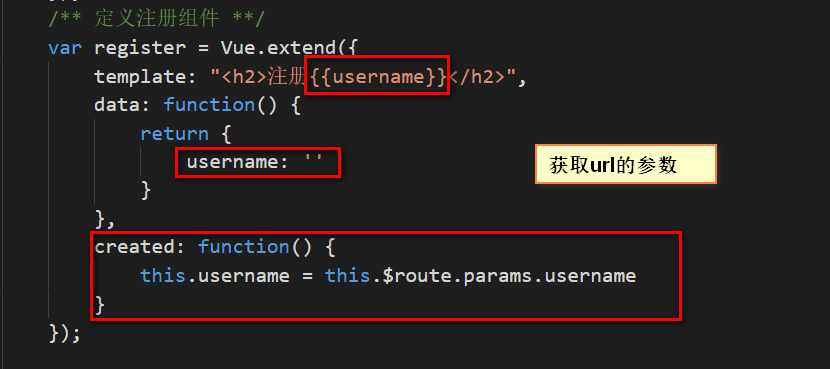 /** 定义注册组件 **/
var register = Vue.extend({
template: "<h2>注册{{username}}</h2>",
data: function() {
return {
username: ''
}
},
获取url的参数
created: function() {
this.username = this.$route.params.username
}
});